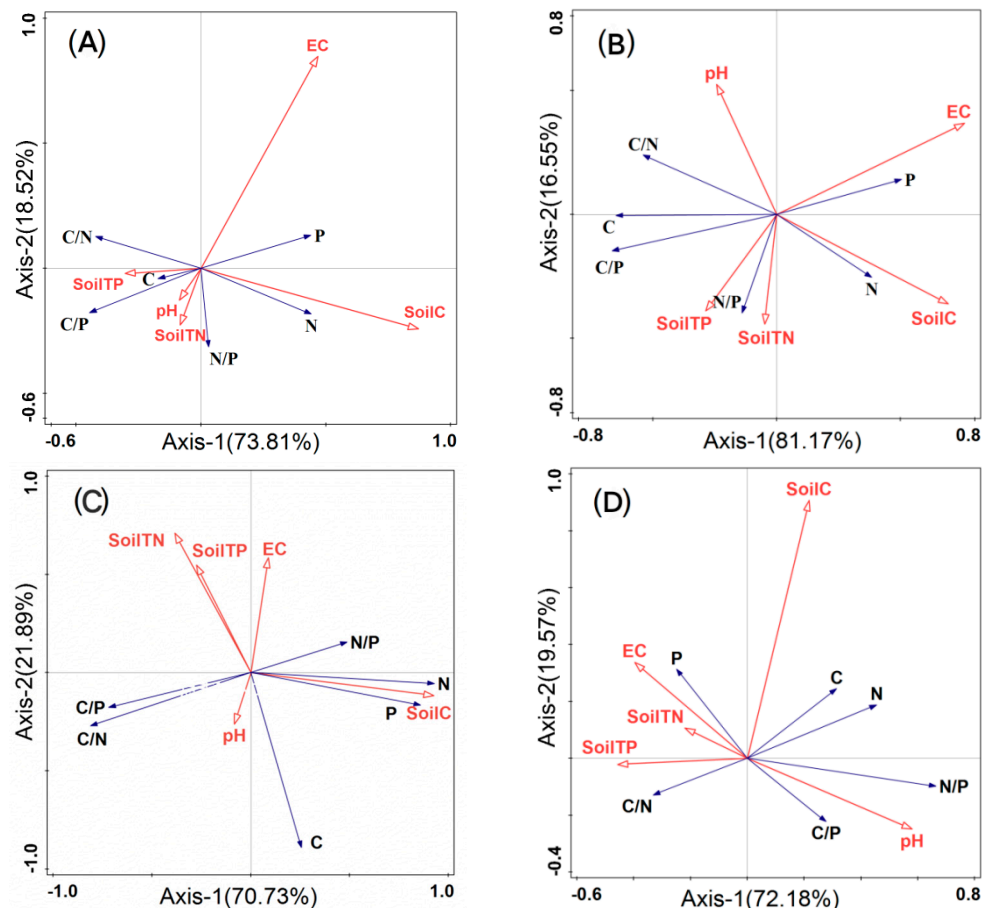 (A)
1.0
EC
Axis-2(18.52%)
C/N
P
SoilTP
C
C/P
pH
SoilTN
N
SoilC
N/P
-0.6
-0.6
Axis-1(73.81%)
1.0
(B)
0.8
pH
EC
Axis-2(16.55%)
C/N
P
C
C/P
N/P
N
SoilTP
SoilTN
SoilC
-0.8
-0.8
Axis-1(81.17%)
0.8
(C)
1.0
SoilTN
SoilTP
EC
Axis-2(21.89%)
N/P
N
C/P
P
SoilC
C/N
pH
C
-1.0
-1.0
Axis-1(70.73%)
1.0
(D)
1.0
SoilC
Axis-2(19.57%)
EC
P
C
N
SoilTN
SoilTP
C/N
N/P
C/P
pH
-0.4
-0.6
Axis-1(72.18%)
0.8